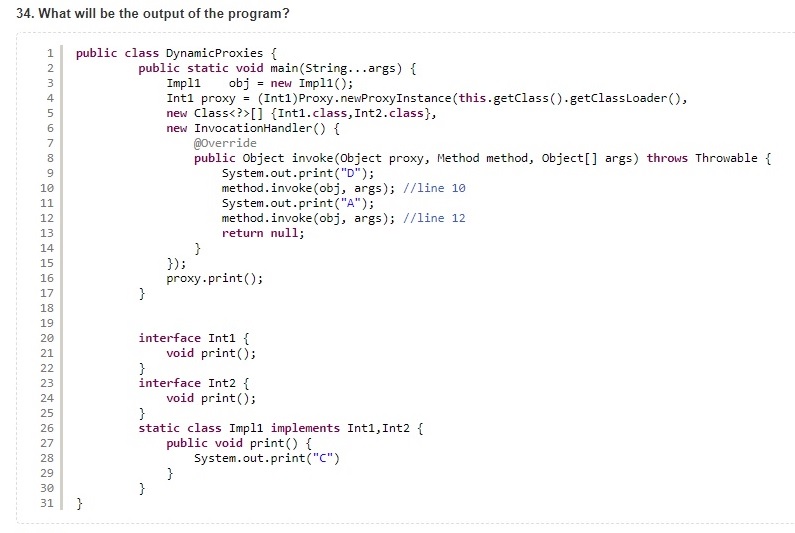 34. What will be the output of the program?
1 public class DynamicProxies {
2 public static void main(String...args) {
3 Impl1 obj = new Impl1();
4 Int1 proxy = (Int1)Proxy.newProxyInstance(this.getClass().getClassLoader(),
5 new Class<?>[] {Int1.class,Int2.class},
6 new InvocationHandler() {
7 @Override
8 public Object invoke(Object proxy, Method method, Object[] args) throws Throwable {
9 System.out.print("D");
10 method.invoke(obj, args); //line 10
11 System.out.print("A");
12 method.invoke(obj, args); //line 12
13 return null;
14 }
15 });
16 proxy.print();
17 }
18
19
20 interface Int1 {
21 void print();
22 }
23 interface Int2 {
24 void print();
25 }
26 static class Impl1 implements Int1,Int2 {
27 public void print() {
28 System.out.print("C")
29 }
30 }
31 }